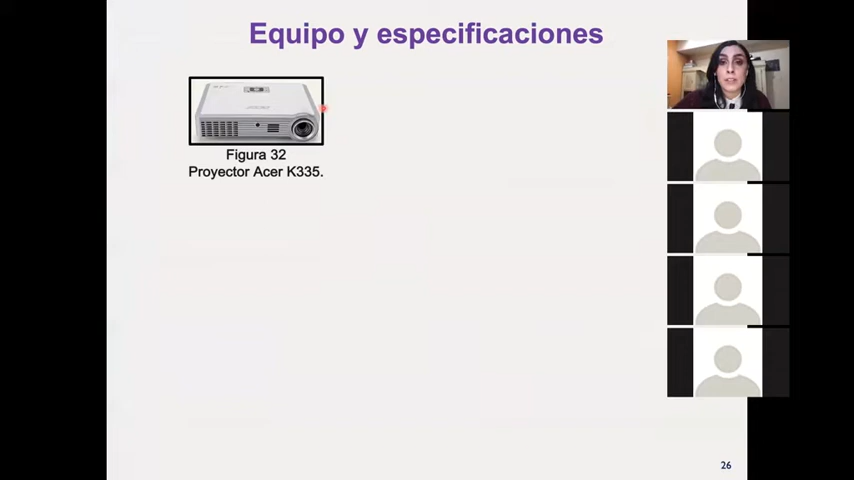 Equipo y especificaciones
Figura 32
Proyector Acer K335.
26